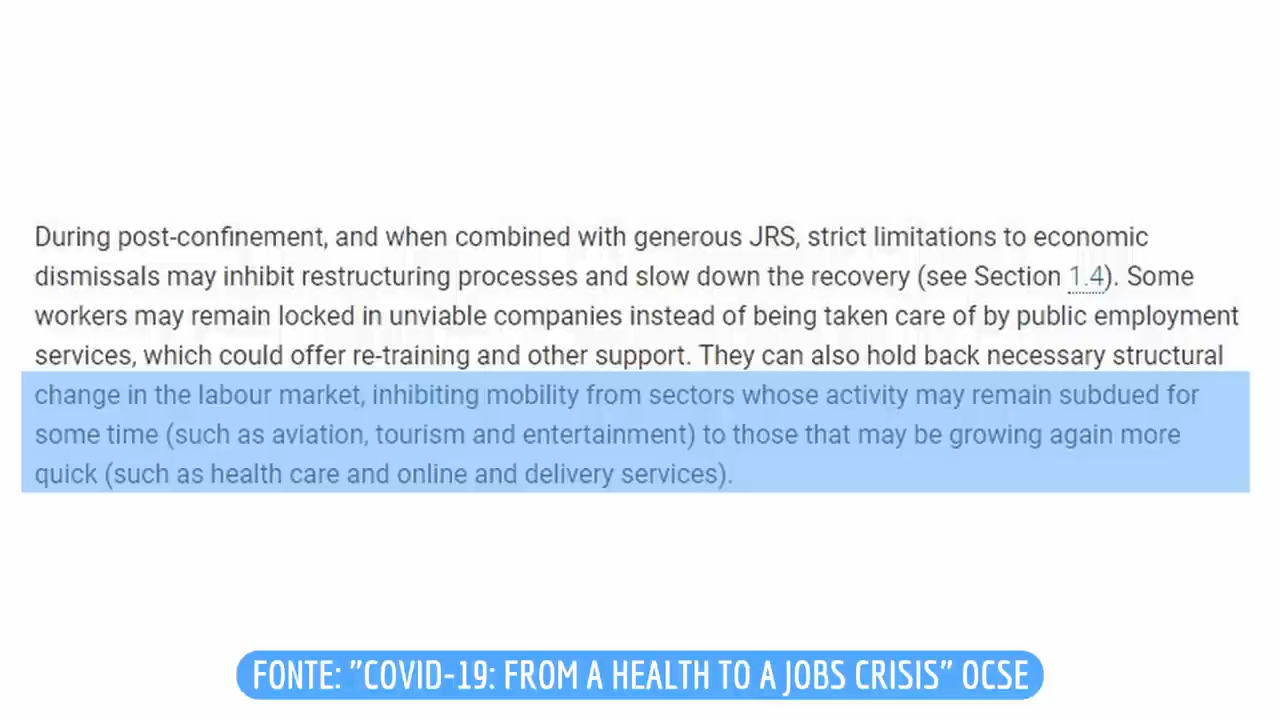 During post-confinement, and when combined with generous JRS, strict limitations to economic
dismissals may inhibit restructuring processes and slow down the recovery (see Section 1.4). Some
workers may remain locked in unviable companies instead of being taken care of by public employment
services, which could offer re-training and other support. They can also hold back necessary structural
change in the labour market, inhibiting mobility from sectors whose activity may remain subdued for
some time (such as aviation, tourism and entertainment) to those that may be growing again more
quick (such as health care and online and delivery services).
FONTE: "COVID-19: FROM A HEALTH TO A JOBS CRISIS" OCSE